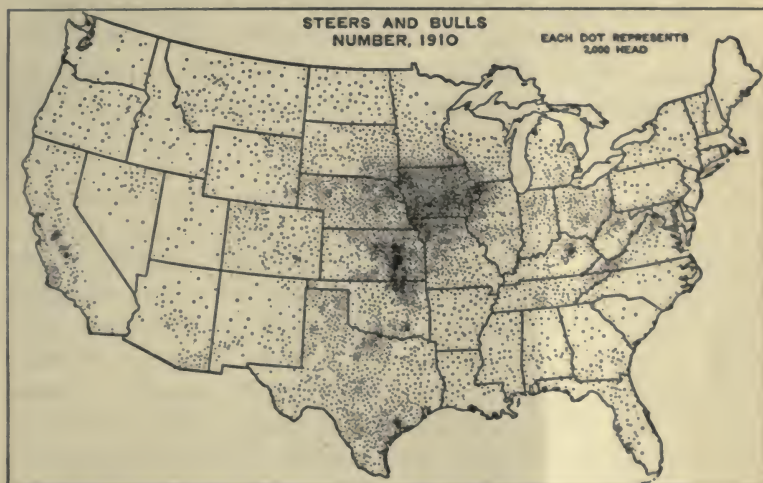 STEERS AND BULLS
NUMBER, 1910
EACH DOT REPRESENTS
2,000 HEAD